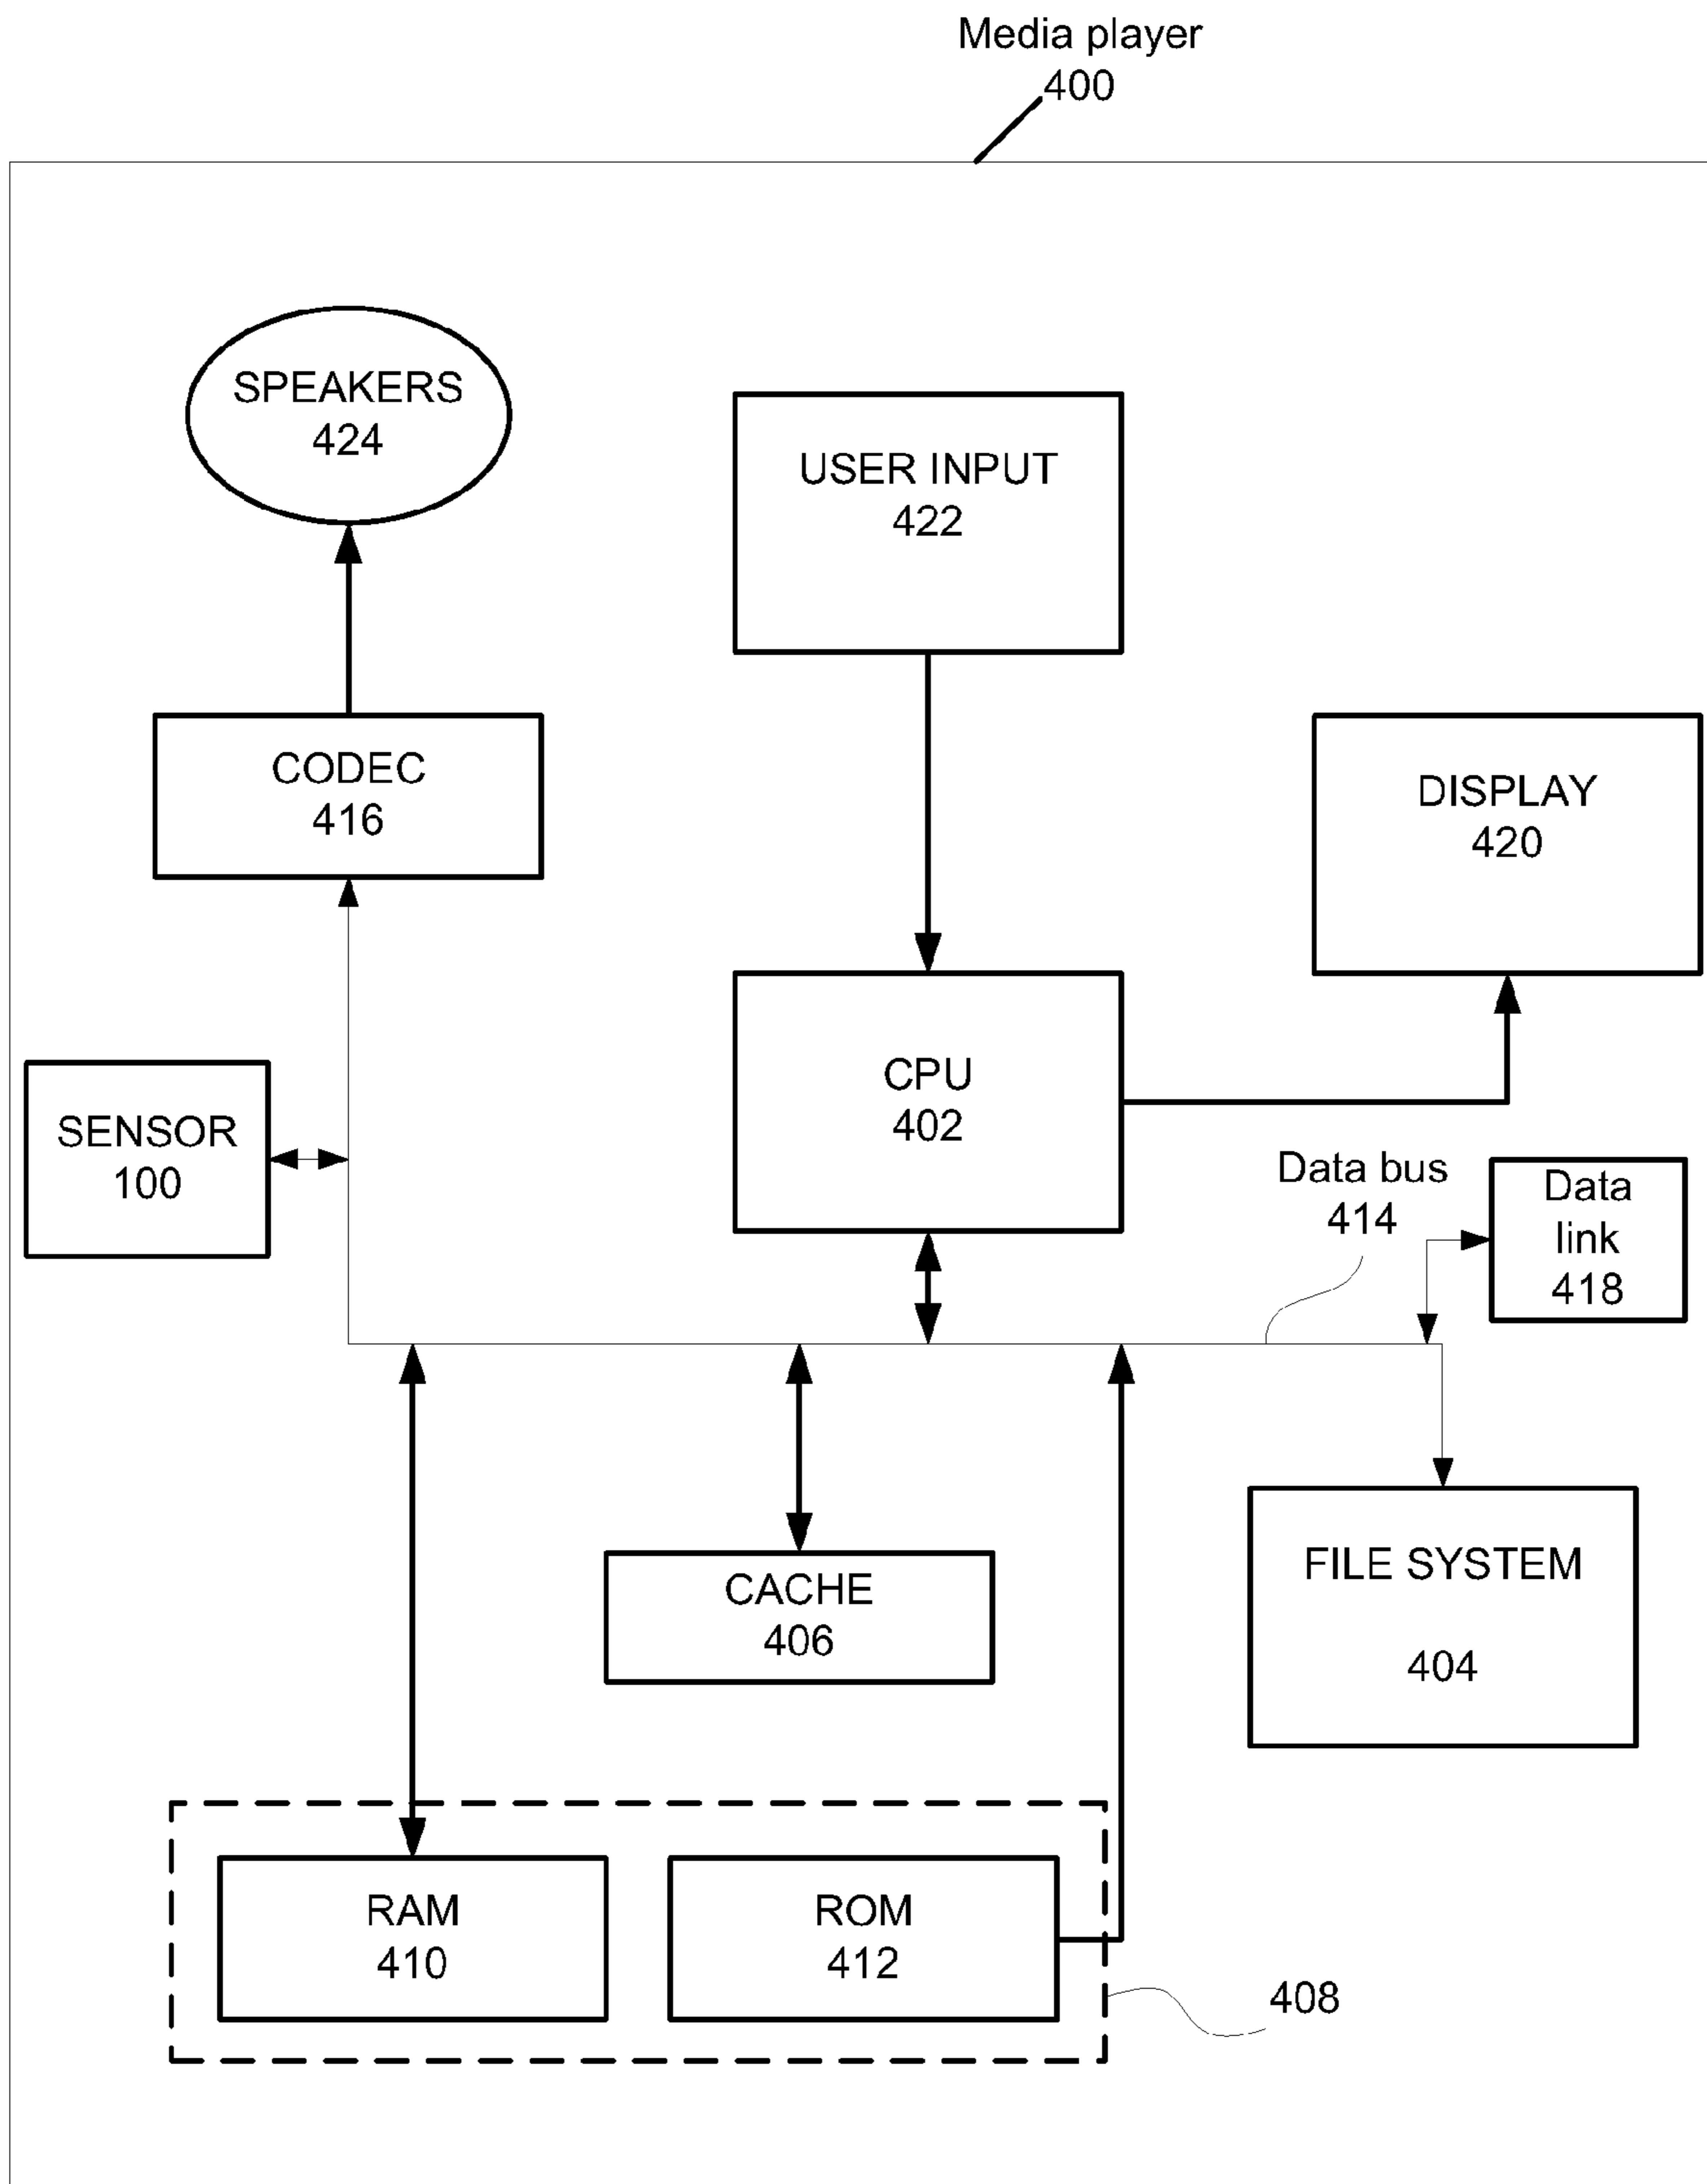 Media player
400
SPEAKERS
424
USER INPUT
422
CODEC
416
DISPLAY
420
CPU
402
SENSOR
100
Data bus
414
Data
link
418
FILE SYSTEM
404
CACHE
406
RAM
410
ROM
412
408